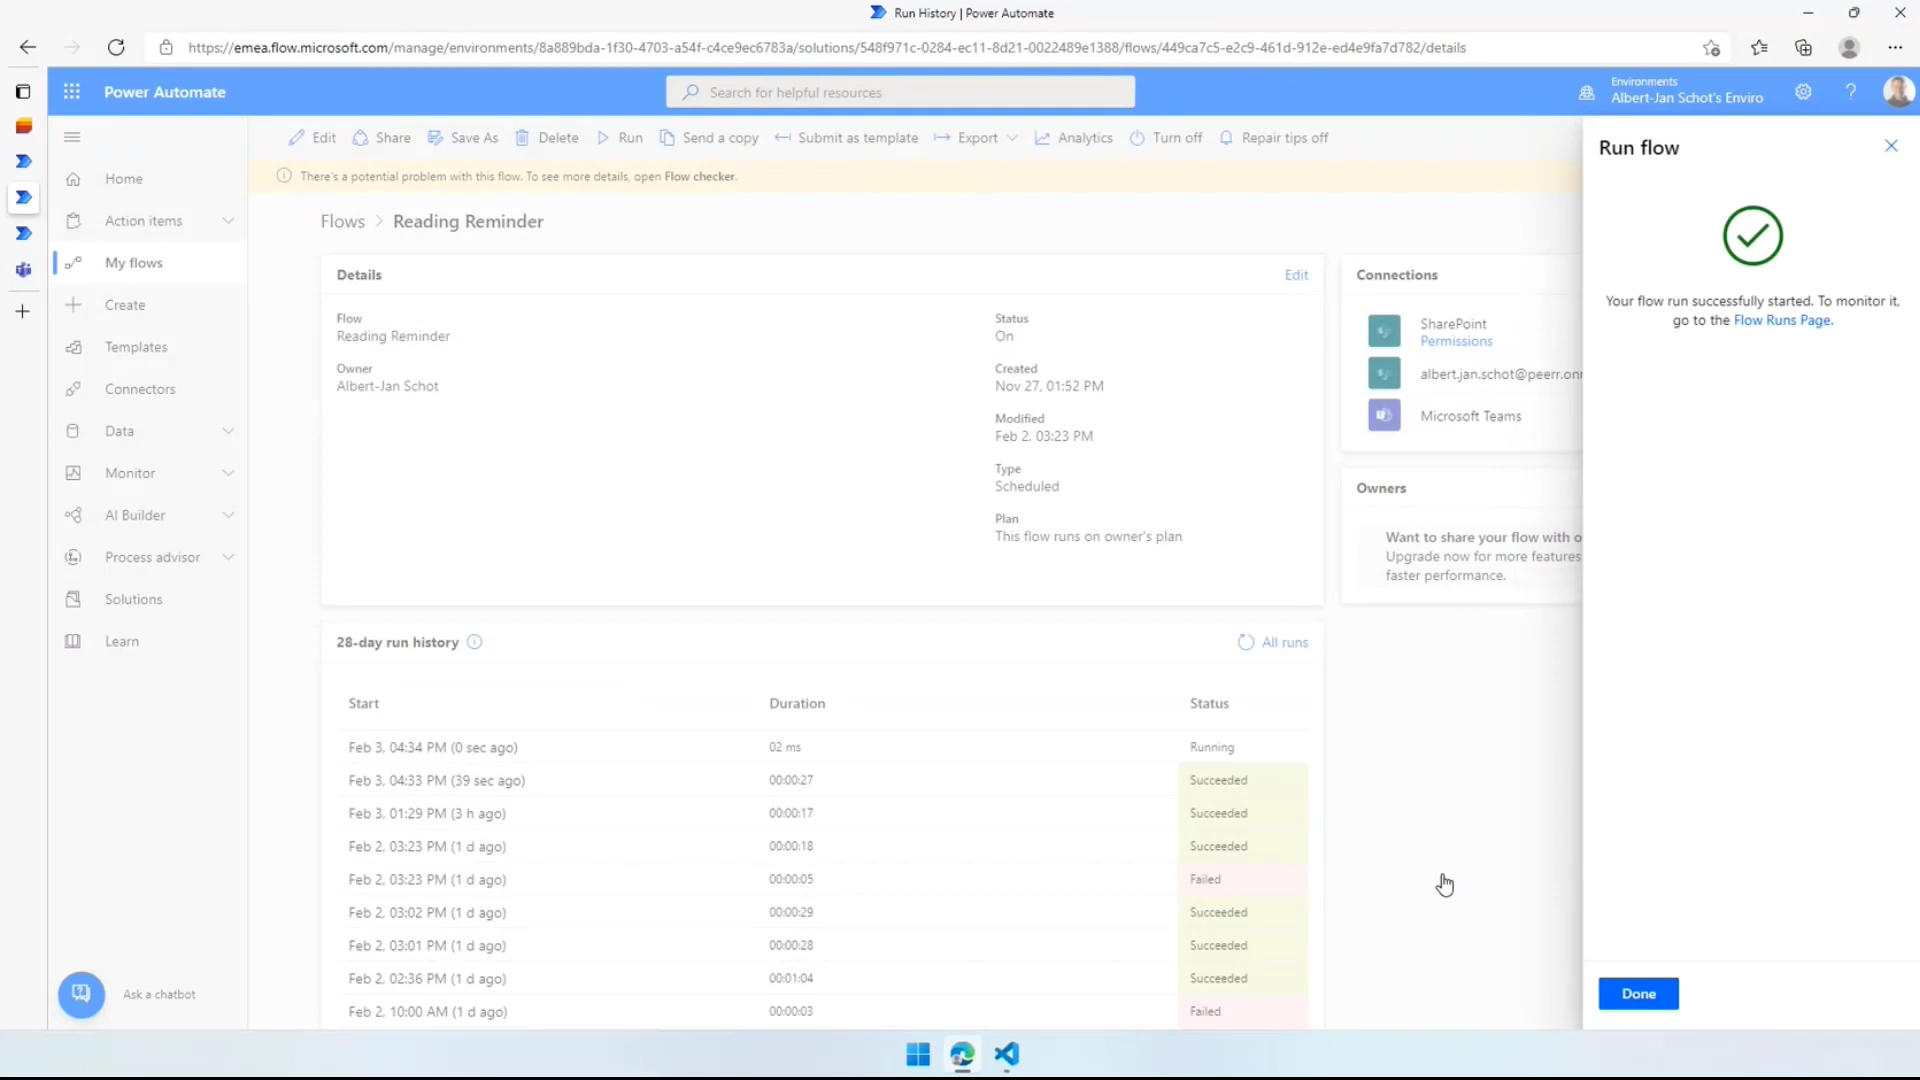 Run History | Power Automate
https://emea.flow.microsoft.com/manage/environments/8a889bda-1f30-4703-a54f-c4ce9ec6783a/solutions/548f971c-0284-ec11-8d21-0022489e1388/flows/449ca7c5-e2c9-461d-912e-ed4e9fa7d782/details
Power Automate
Search for helpful resources
Environments
Albert-Jan Schot's Enviro
Edit
Share
Save As
Delete
Run
Send a copy
Submit as template
Export
Analytics
Turn off
Repair tips off
There's a potential problem with this flow. To see more details, open Flow checker.
Home
Action items
My flows
Create
Templates
Connectors
Data
Monitor
AI Builder
Process advisor
Solutions
Learn
Ask a chatbot
Flows > Reading Reminder
Details
Edit
Flow
Reading Reminder
Owner
Albert-Jan Schot
Status
On
Created
Nov 27, 01:52 PM
Modified
Feb 2, 03:23 PM
Type
Scheduled
Plan
This flow runs on owner's plan
Connections
SharePoint
Permissions
albert.jan.schot@peerr.onr
Microsoft Teams
Owners
Want to share your flow with o
Upgrade now for more features
faster performance.
28-day run history
All runs
Start Duration Status
Feb 3, 04:34 PM (0 sec ago) 02 ms Running
Feb 3, 04:33 PM (39 sec ago) 00:00:27 Succeeded
Feb 3, 01:29 PM (3 h ago) 00:00:17 Succeeded
Feb 2, 03:23 PM (1 d ago) 00:00:18 Succeeded
Feb 2, 03:23 PM (1 d ago) 00:00:05 Failed
Feb 2, 03:02 PM (1 d ago) 00:00:29 Succeeded
Feb 2, 03:01 PM (1 d ago) 00:00:28 Succeeded
Feb 2, 02:36 PM (1 d ago) 00:01:04 Succeeded
Feb 2, 10:00 AM (1 d ago) 00:00:03 Failed
Run flow
Your flow run successfully started. To monitor it,
go to the Flow Runs Page.
Done